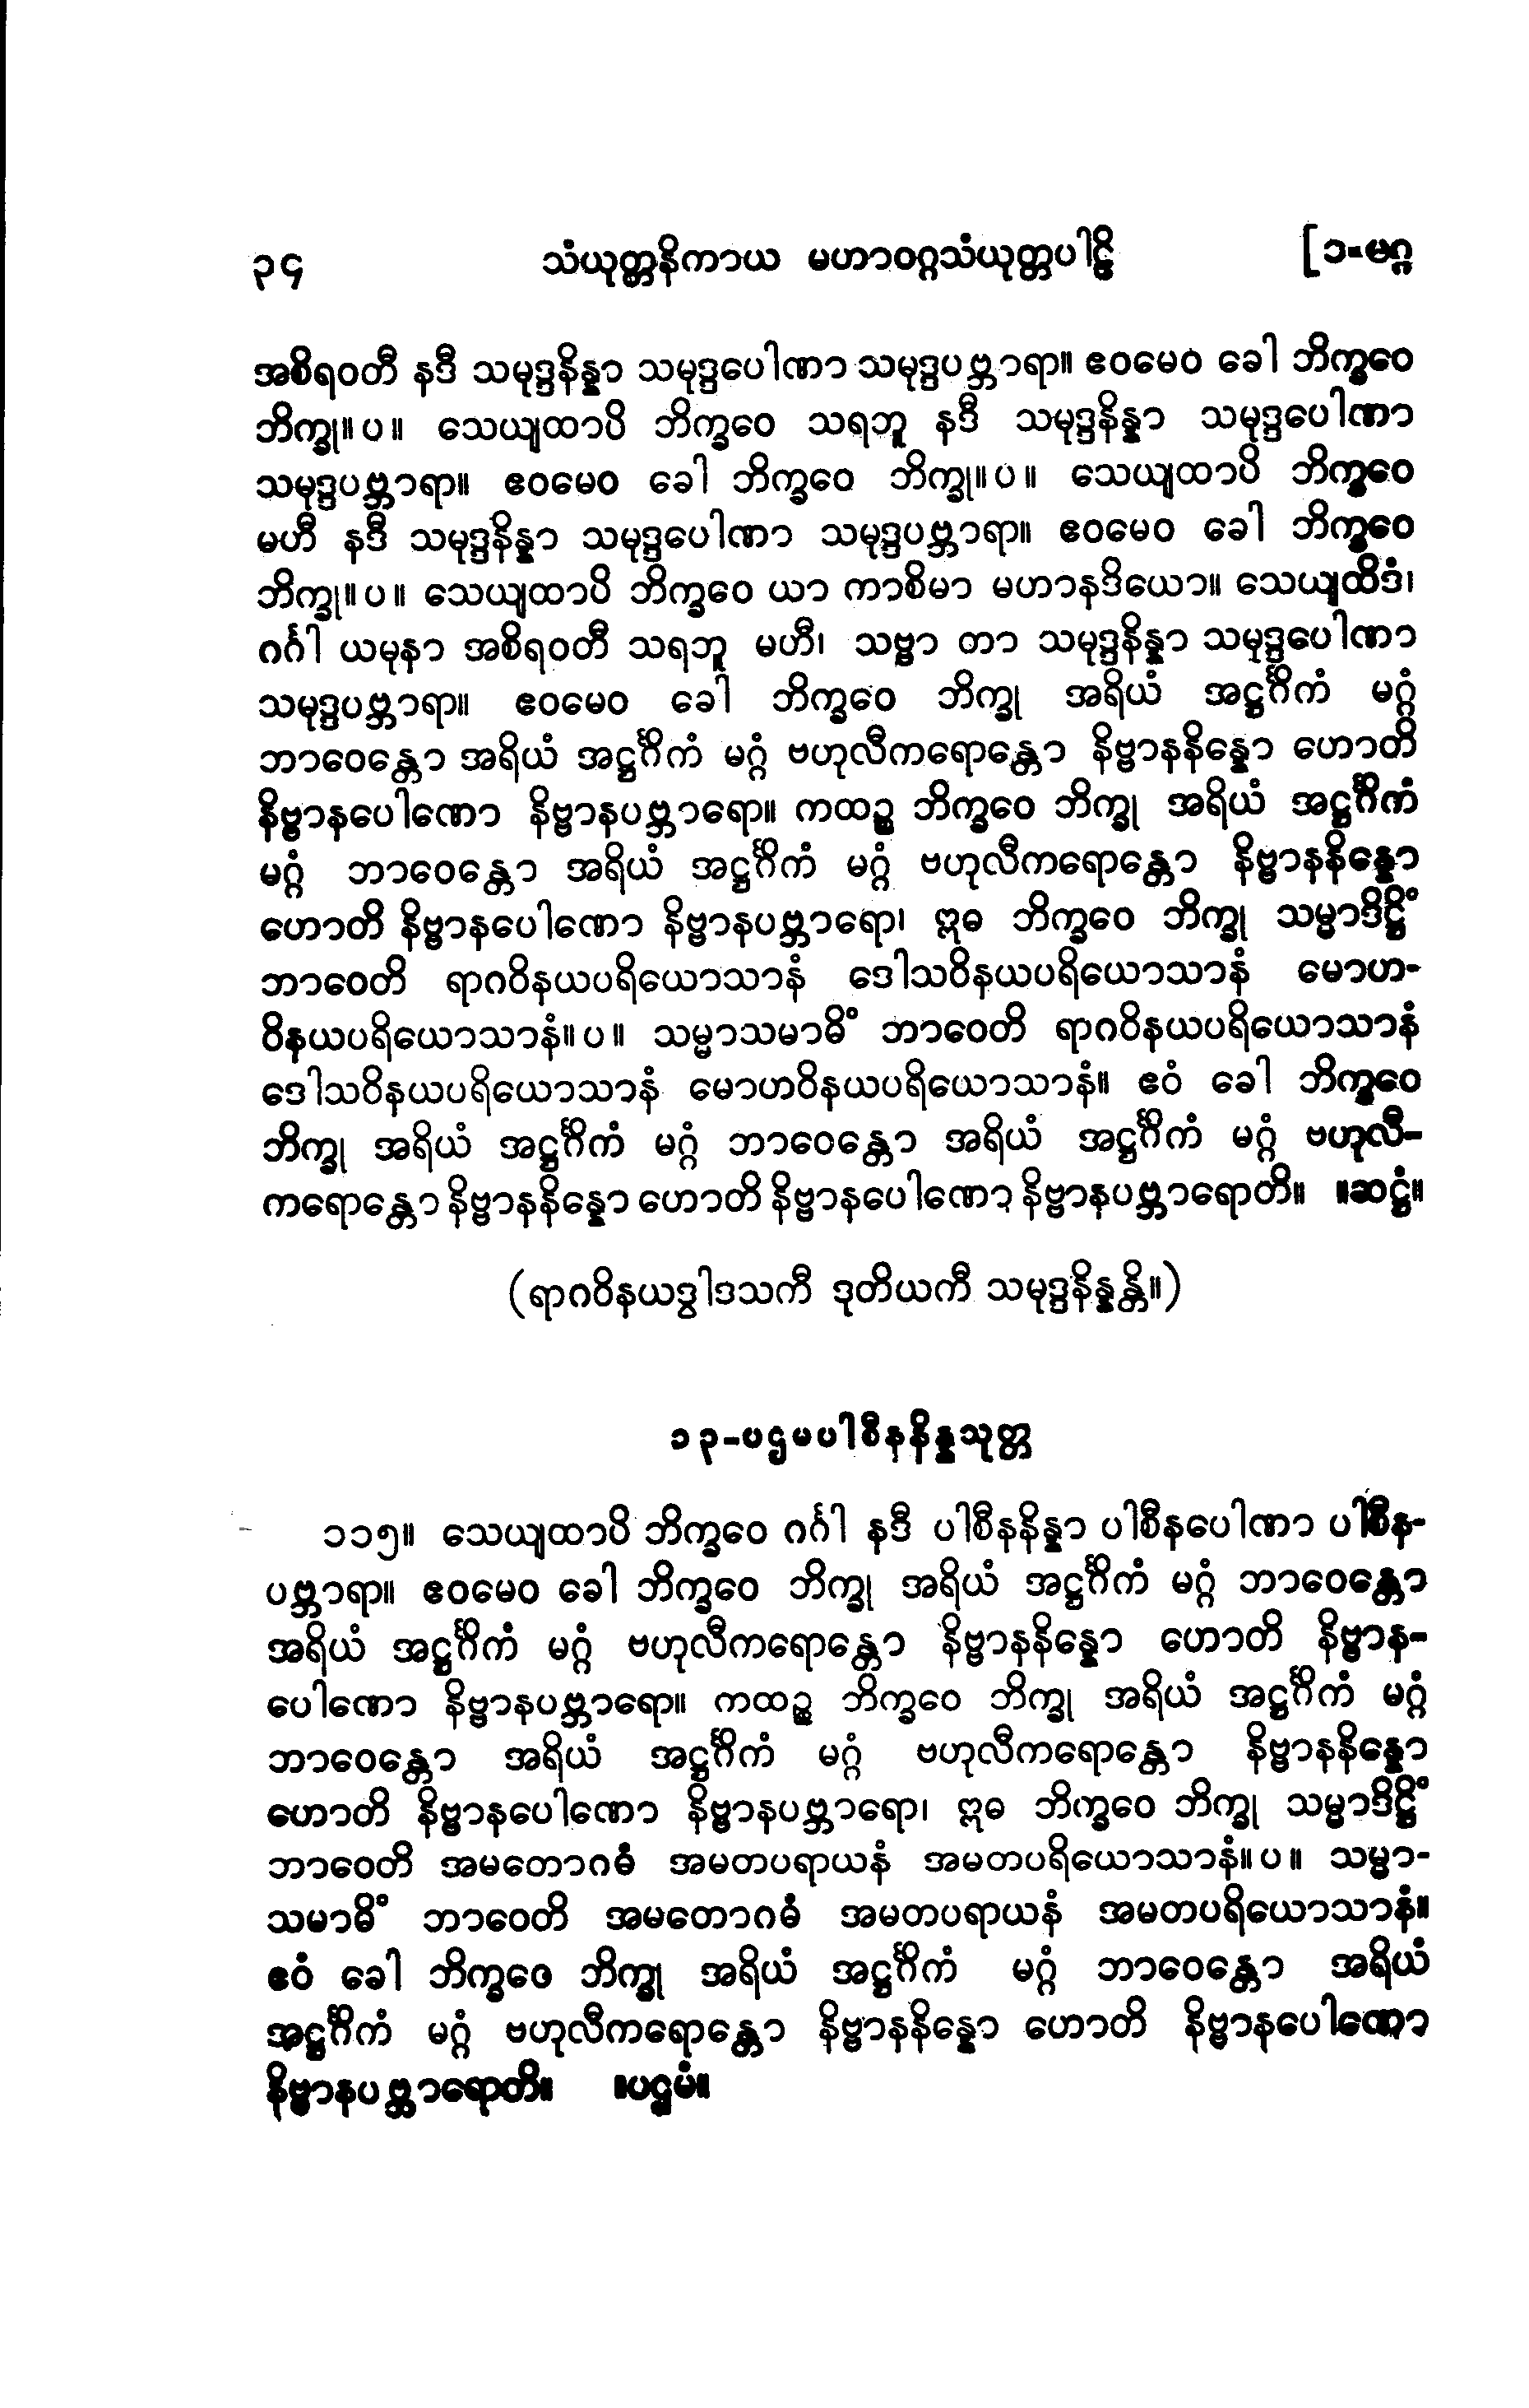 ၃၄ သံယုတ္တနိကာယ မဟာဝဂ္ဂသံယုတ္တပါဠိ [၁-မဂ္ဂ
အစိရဝတီ နဒီ သမုဒ္ဒနိန္နာ သမုဒ္ဒပေါဏာ သမုဒ္ဒပဗ္ဘာရာ။ ဧဝမေဝ ခေါ ဘိက္ခဝေ
ဘိက္ခု။ပ။ သေယျထာပိ ဘိက္ခဝေ သရဘူ နဒီ သမုဒ္ဒနိန္နာ သမုဒ္ဒပေါဏာ
သမုဒ္ဒပဗ္ဘာရာ။ ဧဝမေဝ ခေါ ဘိက္ခဝေ ဘိက္ခု။ပ။ သေယျထာပိ ဘိက္ခဝေ
မဟီ နဒီ သမုဒ္ဒနိန္နာ သမုဒ္ဒပေါဏာ သမုဒ္ဒပဗ္ဘာရာ။ ဧဝမေဝ ခေါ ဘိက္ခဝေ
ဘိက္ခု။ပ။ သေယျထာပိ ဘိက္ခဝေ ယာ ကာစိမာ မဟာနဒိယော။ သေယျထိဒံ၊
ဂင်္ဂါ ယမုနာ အစိရဝတီ သရဘူ မဟီ၊ သဗ္ဗာ တာ သမုဒ္ဒနိန္နာ သမုဒ္ဒပေါဏာ
သမုဒ္ဒပဗ္ဘာရာ။ ဧဝမေဝ ခေါ ဘိက္ခဝေ ဘိက္ခု အရိယံ အဋ္ဌင်္ဂိကံ မဂ္ဂံ
ဘာဝေန္တော အရိယံ အဋ္ဌင်္ဂိကံ မဂ္ဂံ ဗဟုလီကရောန္တော နိဗ္ဗာနနိန္နော ဟောတိ
နိဗ္ဗာနပေါဏော နိဗ္ဗာနပဗ္ဘာရော။ ကထဉ္စ ဘိက္ခဝေ ဘိက္ခု အရိယံ အဋ္ဌင်္ဂိကံ
မဂ္ဂံ ဘာဝေန္တော အရိယံ အဋ္ဌင်္ဂိကံ မဂ္ဂံ ဗဟုလီကရောန္တော နိဗ္ဗာနနိန္နော
ဟောတိ နိဗ္ဗာနပေါဏော နိဗ္ဗာနပဗ္ဘာရော၊ ဣဓ ဘိက္ခဝေ ဘိက္ခု သမ္မာဒိဋ္ဌိံ
ဘာဝေတိ ရာဂဝိနယပရိယောသာနံ ဒေါသဝိနယပရိယောသာနံ မောဟ-
ဝိနယပရိယောသာနံ။ပ။ သမ္မာသမာဓိံ ဘာဝေတိ ရာဂဝိနယပရိယောသာနံ
ဒေါသဝိနယပရိယောသာနံ မောဟဝိနယပရိယောသာနံ။ ဧဝံ ခေါ ဘိက္ခဝေ
ဘိက္ခု အရိယံ အဋ္ဌင်္ဂိကံ မဂ္ဂံ ဘာဝေန္တော အရိယံ အဋ္ဌင်္ဂိကံ မဂ္ဂံ ဗဟုလီ-
ကရောန္တော နိဗ္ဗာနနိန္နော ဟောတိ နိဗ္ဗာနပေါဏော နိဗ္ဗာနပဗ္ဘာရောတိ။ ။ဆဋ္ဌံ။
(ရာဂဝိနယဒွါဒသကီ ဒုတိယကီ သမုဒ္ဒနိန္နန္တိ။)
၁၃-ပဌမပါစီနနိန္နသုတ္တ
၁၁၅။ သေယျထာပိ ဘိက္ခဝေ ဂင်္ဂါ နဒီ ပါစီနနိန္နာ ပါစီနပေါဏာ ပါစီန-
ပဗ္ဘာရာ။ ဧဝမေဝ ခေါ ဘိက္ခဝေ ဘိက္ခု အရိယံ အဋ္ဌင်္ဂိကံ မဂ္ဂံ ဘာဝေန္တော
အရိယံ အဋ္ဌင်္ဂိကံ မဂ္ဂံ ဗဟုလီကရောန္တော နိဗ္ဗာနနိန္နော ဟောတိ နိဗ္ဗာန-
ပေါဏော နိဗ္ဗာနပဗ္ဘာရော။ ကထဉ္စ ဘိက္ခဝေ ဘိက္ခု အရိယံ အဋ္ဌင်္ဂိကံ မဂ္ဂံ
ဘာဝေန္တော အရိယံ အဋ္ဌင်္ဂိကံ မဂ္ဂံ ဗဟုလီကရောန္တော နိဗ္ဗာနနိန္နော
ဟောတိ နိဗ္ဗာနပေါဏော နိဗ္ဗာနပဗ္ဘာရော၊ ဣဓ ဘိက္ခဝေ ဘိက္ခု သမ္မာဒိဋ္ဌိံ
ဘာဝေတိ အမတောဂဓံ အမတပရာယနံ အမတပရိယောသာနံ။ပ။ သမ္မာ-
သမာဓိံ ဘာဝေတိ အမတောဂဓံ အမတပရာယနံ အမတပရိယောသာနံ။
ဧဝံ ခေါ ဘိက္ခဝေ ဘိက္ခု အရိယံ အဋ္ဌင်္ဂိကံ မဂ္ဂံ ဘာဝေန္တော အရိယံ
အဋ္ဌင်္ဂိကံ မဂ္ဂံ ဗဟုလီကရောန္တော နိဗ္ဗာနနိန္နော ဟောတိ နိဗ္ဗာနပေါဏော
နိဗ္ဗာနပဗ္ဘာရောတိ။ ။ပဌမံ။